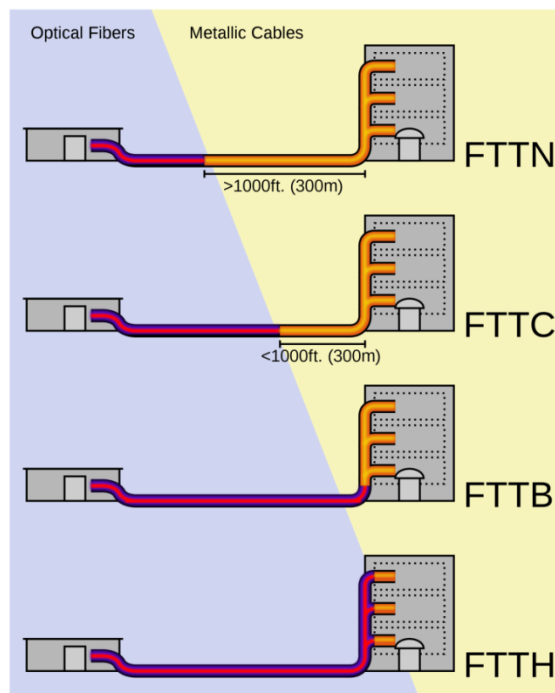 Optical Fibers
Metallic Cables
FTTN
>1000ft. (300m)
FTTC
<1000ft. (300m)
FTTB
FTTH